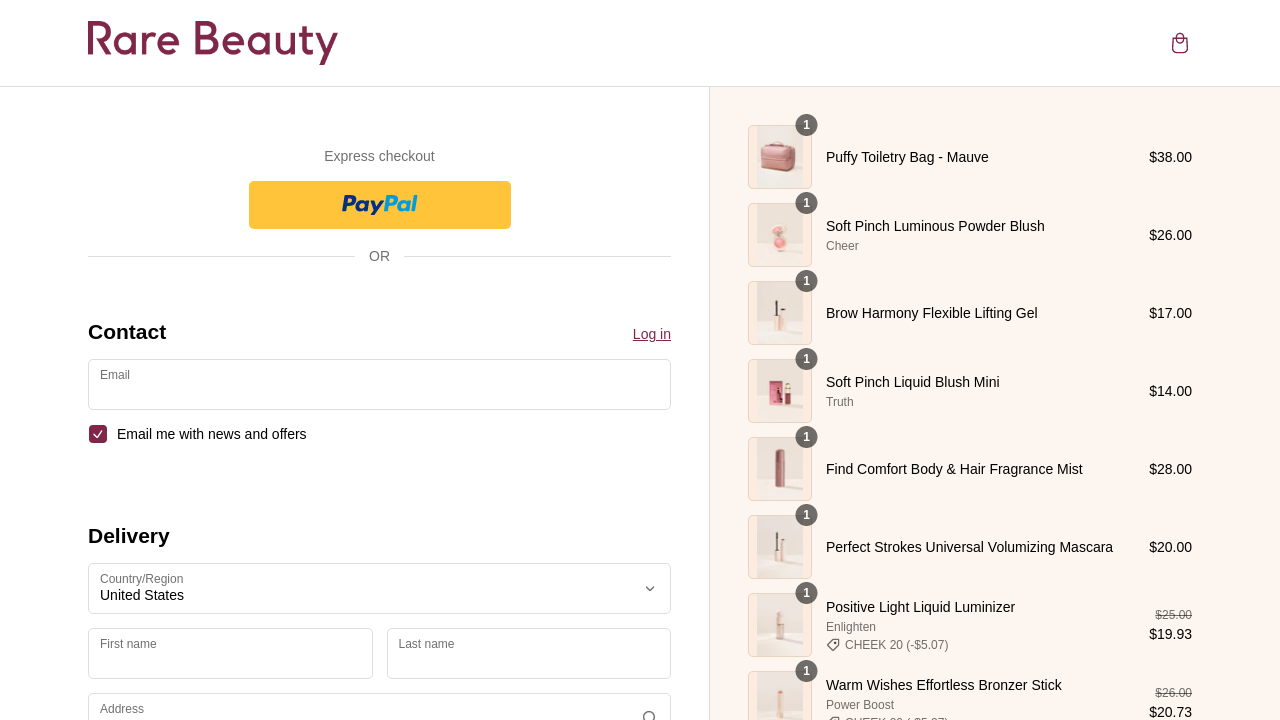 Rare Beauty
Express checkout
PayPal
OR
Contact
Log in
Email
Email me with news and offers
Delivery
Country/Region
United States
First name
Last name
Address
1
Puffy Toiletry Bag - Mauve
$38.00
1
Soft Pinch Luminous Powder Blush
Cheer
$26.00
1
Brow Harmony Flexible Lifting Gel
$17.00
1
Soft Pinch Liquid Blush Mini
Truth
$14.00
1
Find Comfort Body & Hair Fragrance Mist
$28.00
1
Perfect Strokes Universal Volumizing Mascara
$20.00
1
Positive Light Liquid Luminizer
Enlighten
CHEEK 20 (-$5.07)
$25.00
$19.93
1
Warm Wishes Effortless Bronzer Stick
Power Boost
$26.00
$20.73